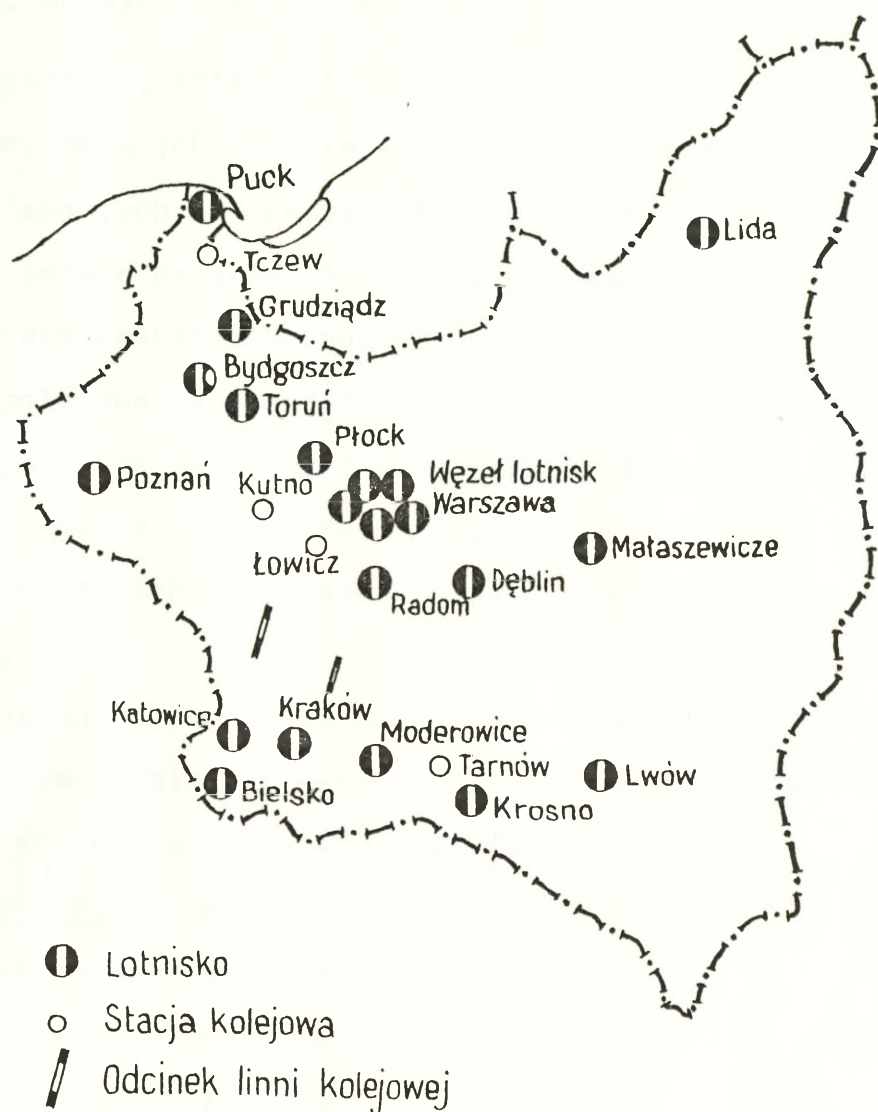 Puck
Lida
Tczew
Grudziądz
Bydgoszcz
Toruń
Płock
Poznań
Kutno
Węzeł lotnisk
Warszawa
Łowicz
Małaszewicze
Dęblin
Radom
Katowice
Kraków
Moderowice
Tarnów
Lwów
Bielsko
Krosno
Lotnisko
Stacja kolejowa
Odcinek linni kolejowej